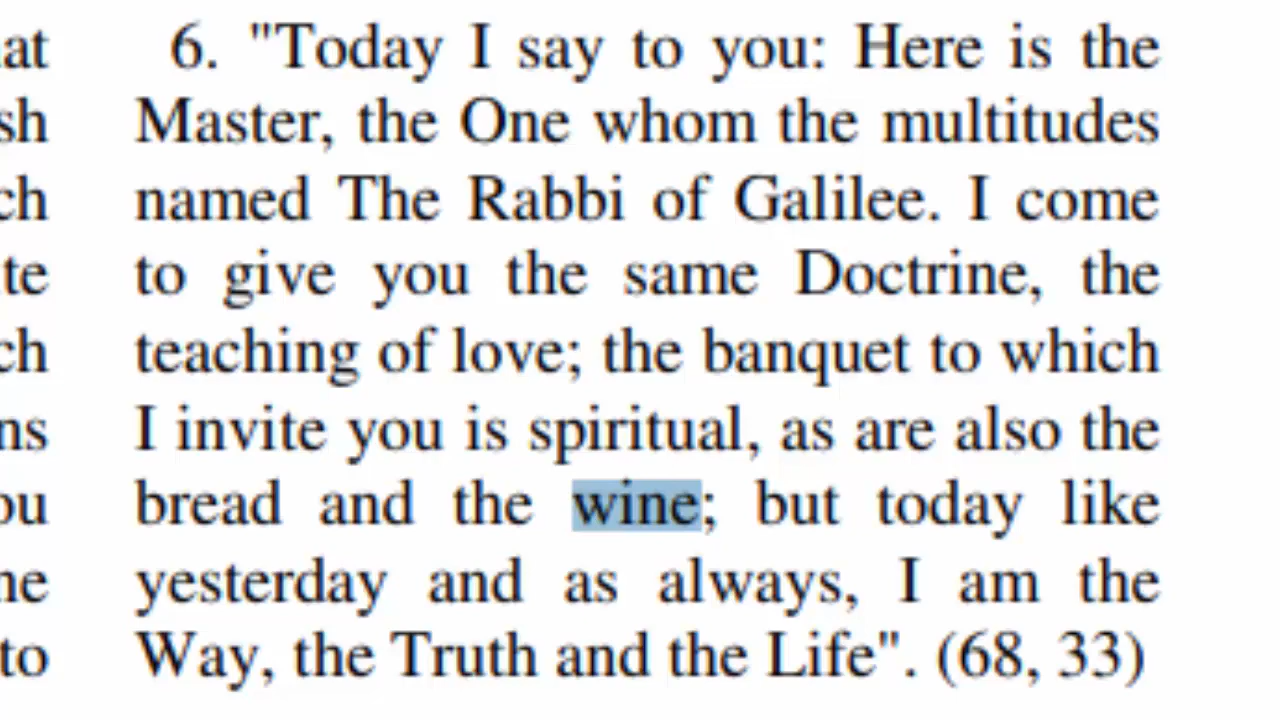 6. "Today I say to you: Here is the
Master, the One whom the multitudes
named The Rabbi of Galilee. I come
to give you the same Doctrine, the
teaching of love; the banquet to which
I invite you is spiritual, as are also the
bread and the wine; but today like
yesterday and as always, I am the
Way, the Truth and the Life". (68, 33)